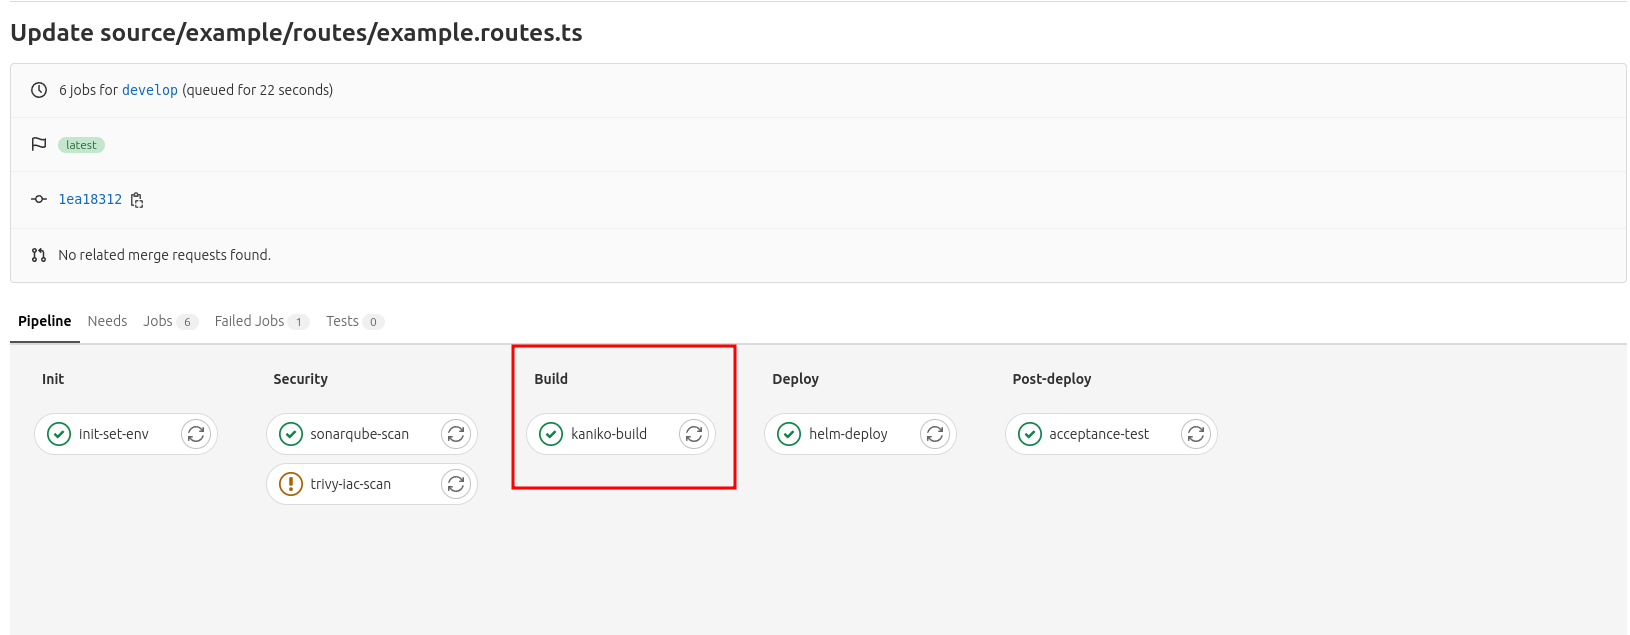 Update source/example/routes/example.routes.ts
6 jobs for develop (queued for 22 seconds)
latest
1ea18312
No related merge requests found.
Pipeline Needs Jobs 6 Failed Jobs 1 Tests 0
Init Security Build Deploy Post-deploy
init-set-env sonarqube-scan kaniko-build helm-deploy acceptance-test
trivy-iac-scan